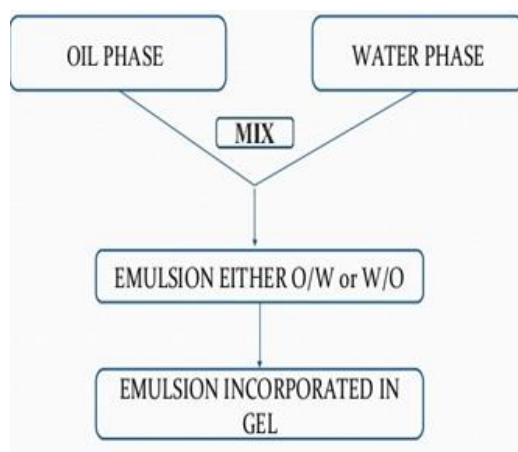 OIL PHASE
WATER PHASE
MIX
EMULSION EITHER O/W or W/O
EMULSION INCORPORATED IN
GEL